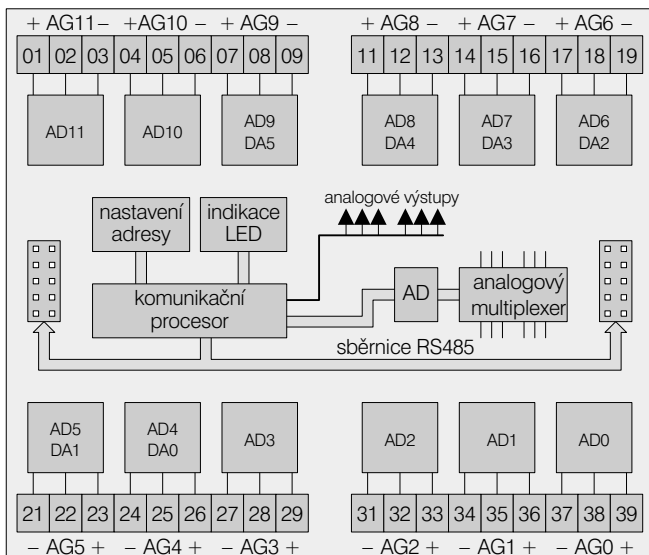 + AG11 − +AG10 − + AG9 − + AG8 − + AG7 − + AG6 −
01 02 03 04 05 06 07 08 09 11 12 13 14 15 16 17 18 19
AD11
AD10
AD9
DA5
AD8
DA4
AD7
DA3
AD6
DA2
analogové výstupy
nastavení
adresy
indikace
LED
komunikační
procesor
AD
analogový
multiplexer
sběrnice RS485
AD5
DA1
AD4
DA0
AD3
AD2
AD1
AD0
21 22 23 24 25 26 27 28 29 31 32 33 34 35 36 37 38 39
− AG5 + − AG4 + − AG3 + − AG2 + − AG1 + − AG0 +